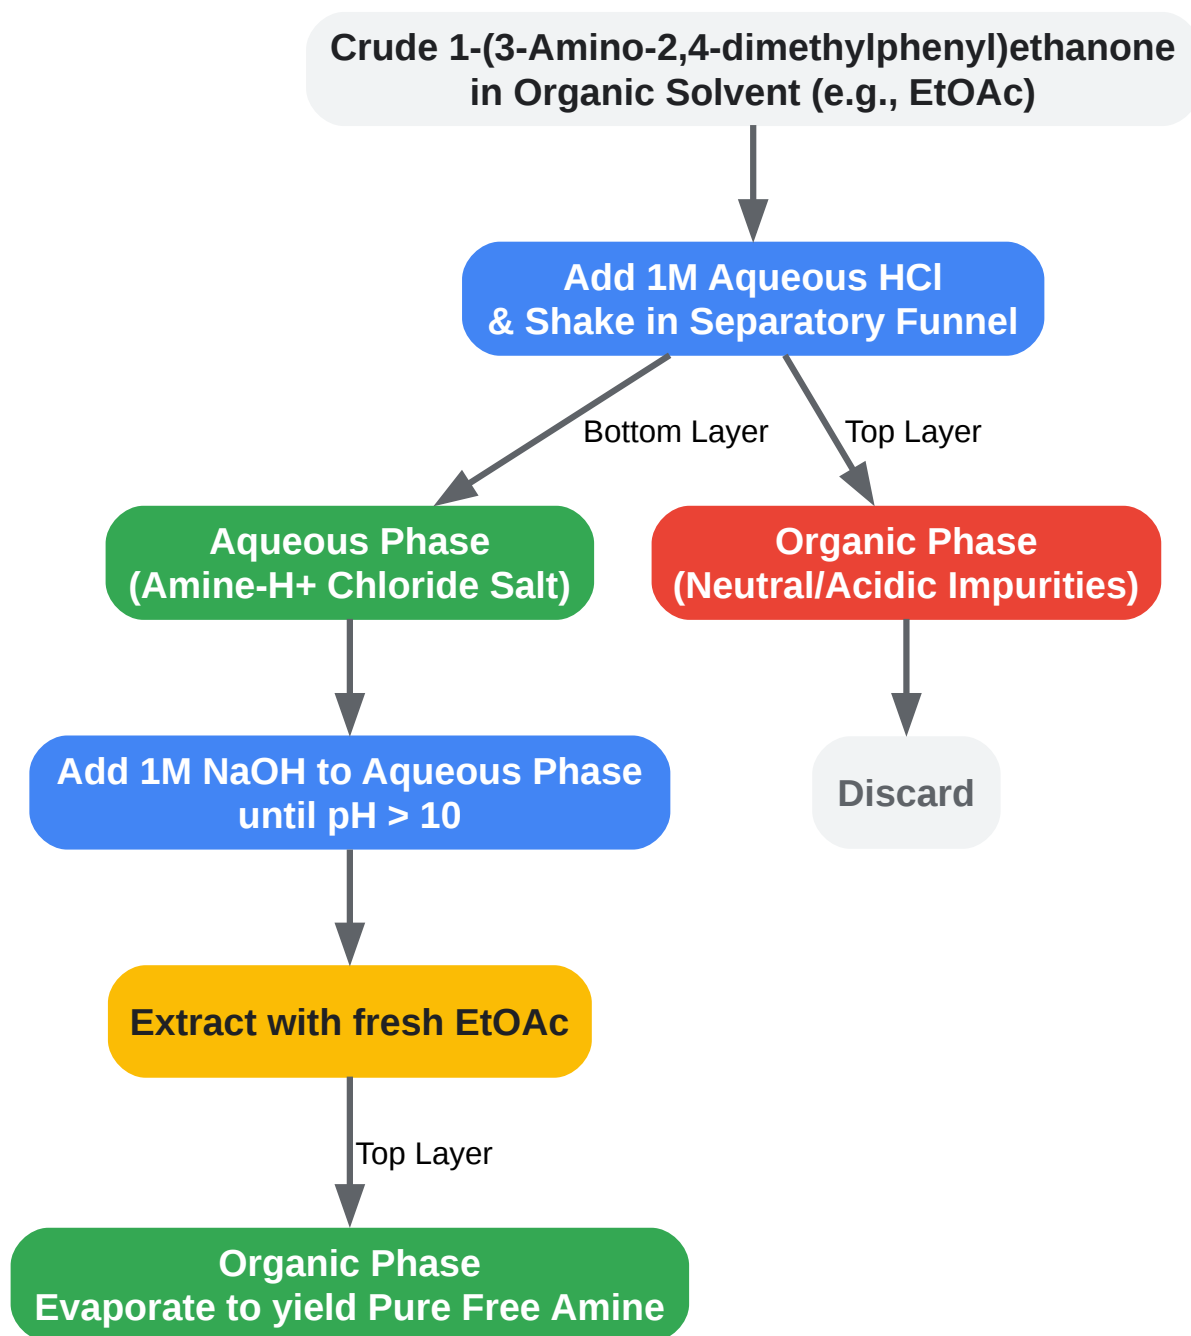 Crude 1-(3-Amino-2,4-dimethylphenyl)ethanone
in Organic Solvent (e.g., EtOAc)
Add 1M Aqueous HCl
& Shake in Separatory Funnel
Bottom Layer
Top Layer
Aqueous Phase
(Amine-H+ Chloride Salt)
Organic Phase
(Neutral/Acidic Impurities)
Add 1M NaOH to Aqueous Phase
until pH > 10
Discard
Extract with fresh EtOAc
Top Layer
Organic Phase
Evaporate to yield Pure Free Amine